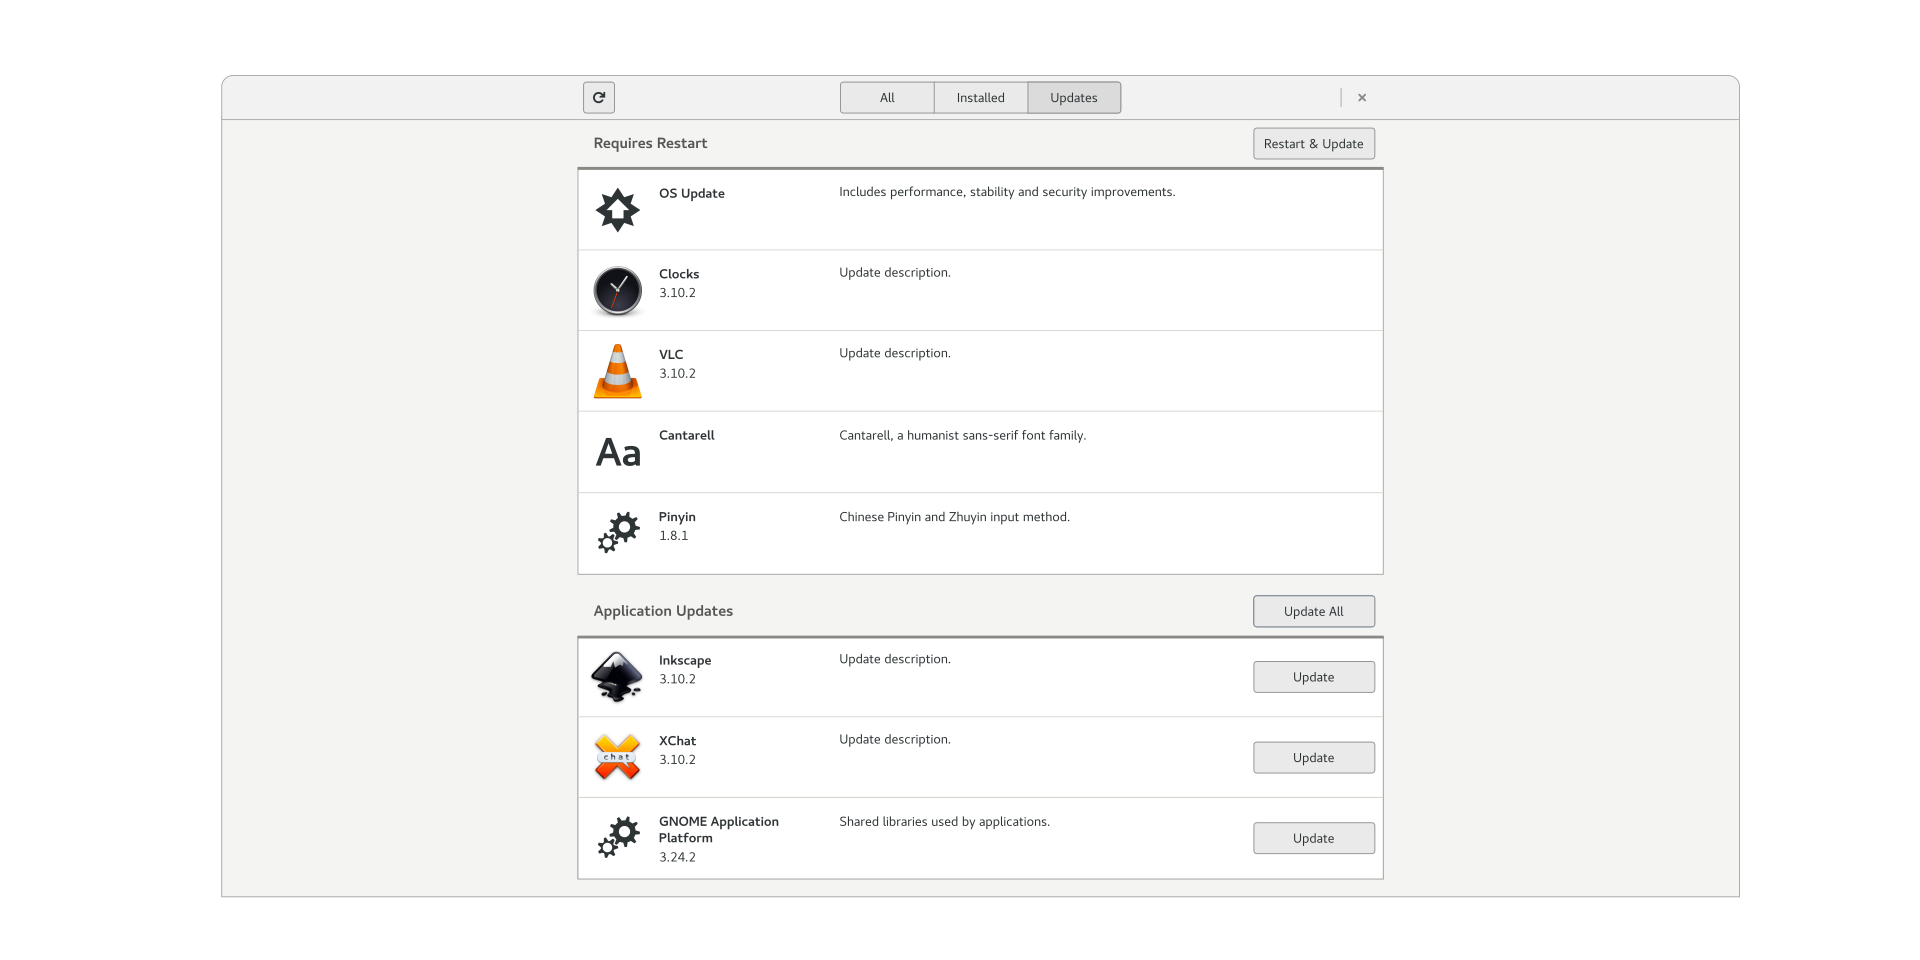 All
Installed
Updates
×
Requires Restart
Restart & Update
OS Update
Includes performance, stability and security improvements.
Clocks
Update description.
3.10.2
VLC
Update description.
3.10.2
Aa
Cantarell
Cantarell, a humanist sans-serif font family.
Pinyin
Chinese Pinyin and Zhuyin input method.
1.8.1
Application Updates
Update All
Inkscape
Update description.
3.10.2
Update
XChat
Update description.
3.10.2
chat
Update
GNOME Application
Platform
Shared libraries used by applications.
3.24.2
Update